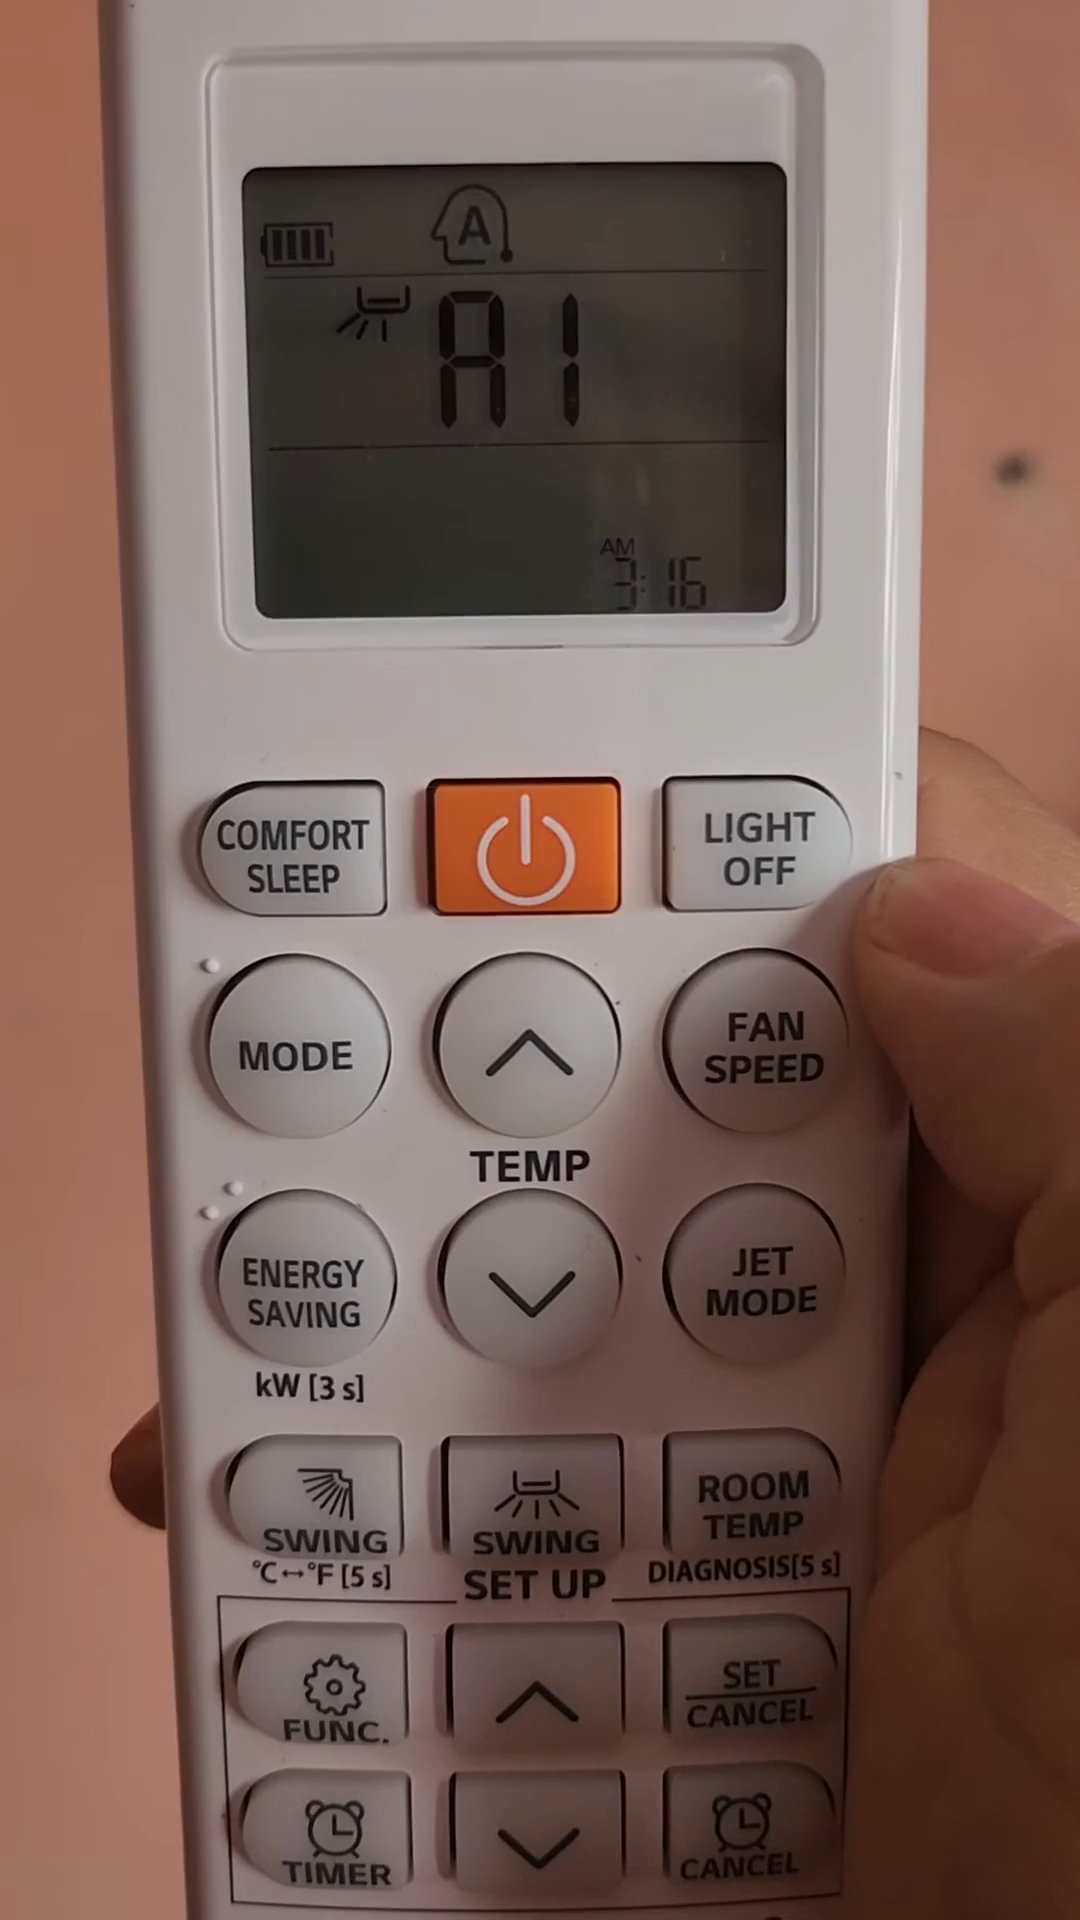 A
A1
AM
3:16
COMFORT
SLEEP
LIGHT
OFF
MODE
FAN
SPEED
TEMP
ENERGY
SAVING
JET
MODE
kW [3 s]
SWING
SWING
ROOM
TEMP
°C↔°F [5 s]
SET UP
DIAGNOSIS[5 s]
FUNC.
SET
CANCEL
TIMER
CANCEL